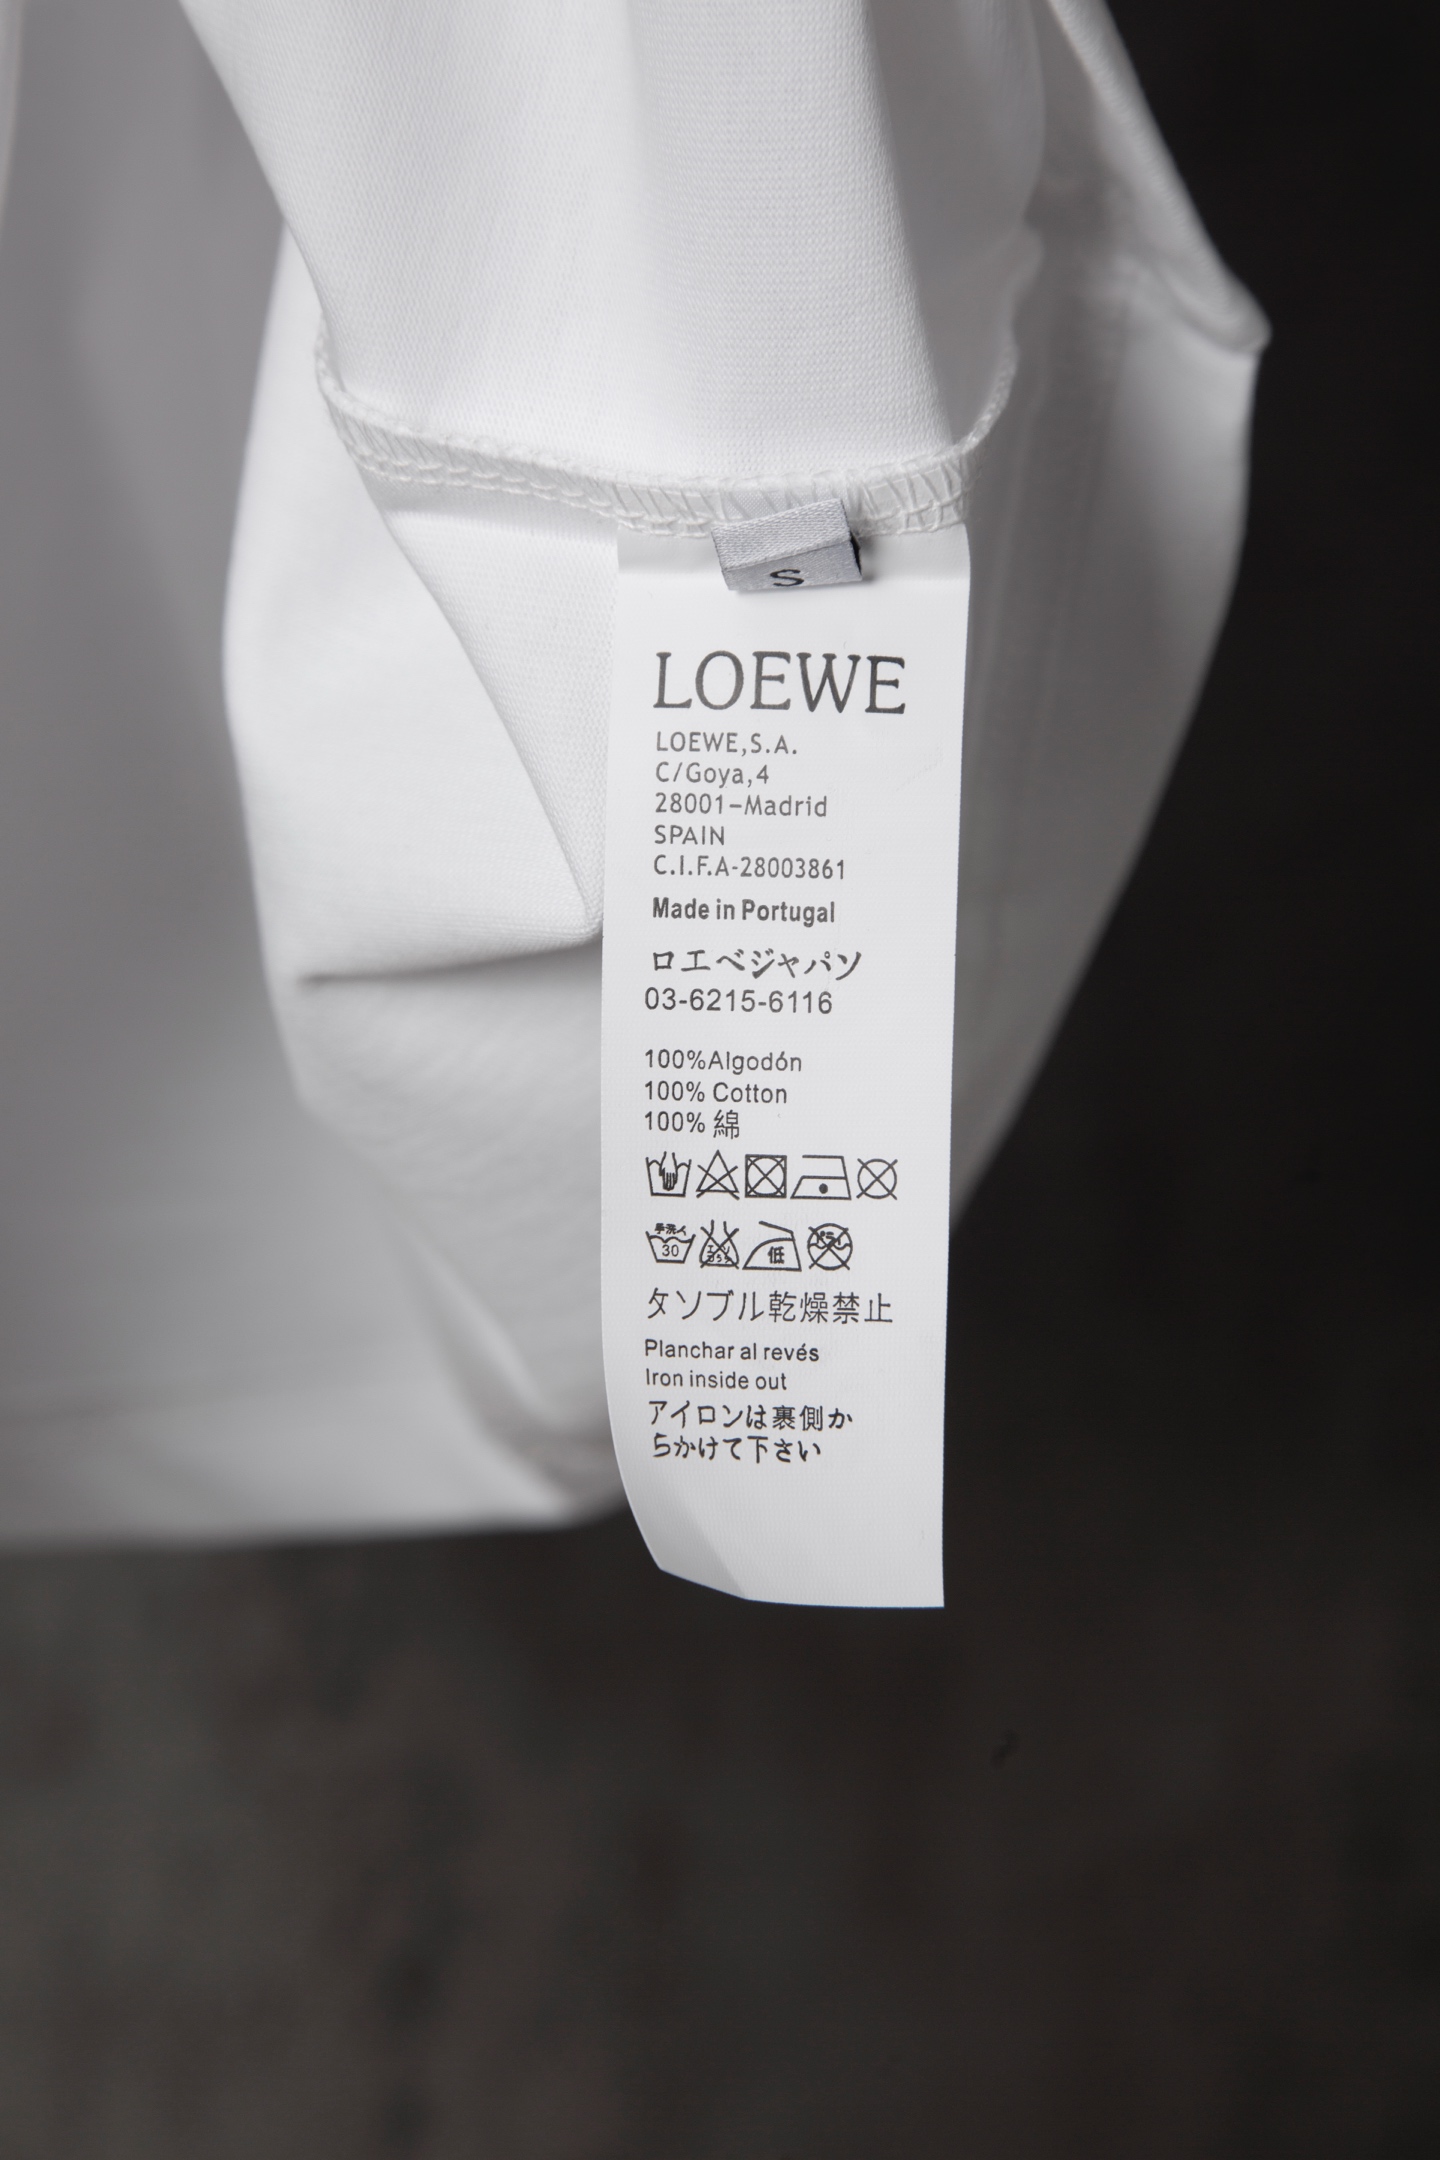 S
LOEWE
LOEWE,S.A.
C/Goya,4
28001–Madrid
SPAIN
C.I.F.A-28003861
Made in Portugal
ロエベジャパソ
03-6215-6116
100%Algodón
100% Cotton
100% 綿
手洗イ
30
低
タソブル乾燥禁止
Planchar al revés
Iron inside out
アイロンは裏側か
らかけて下さい